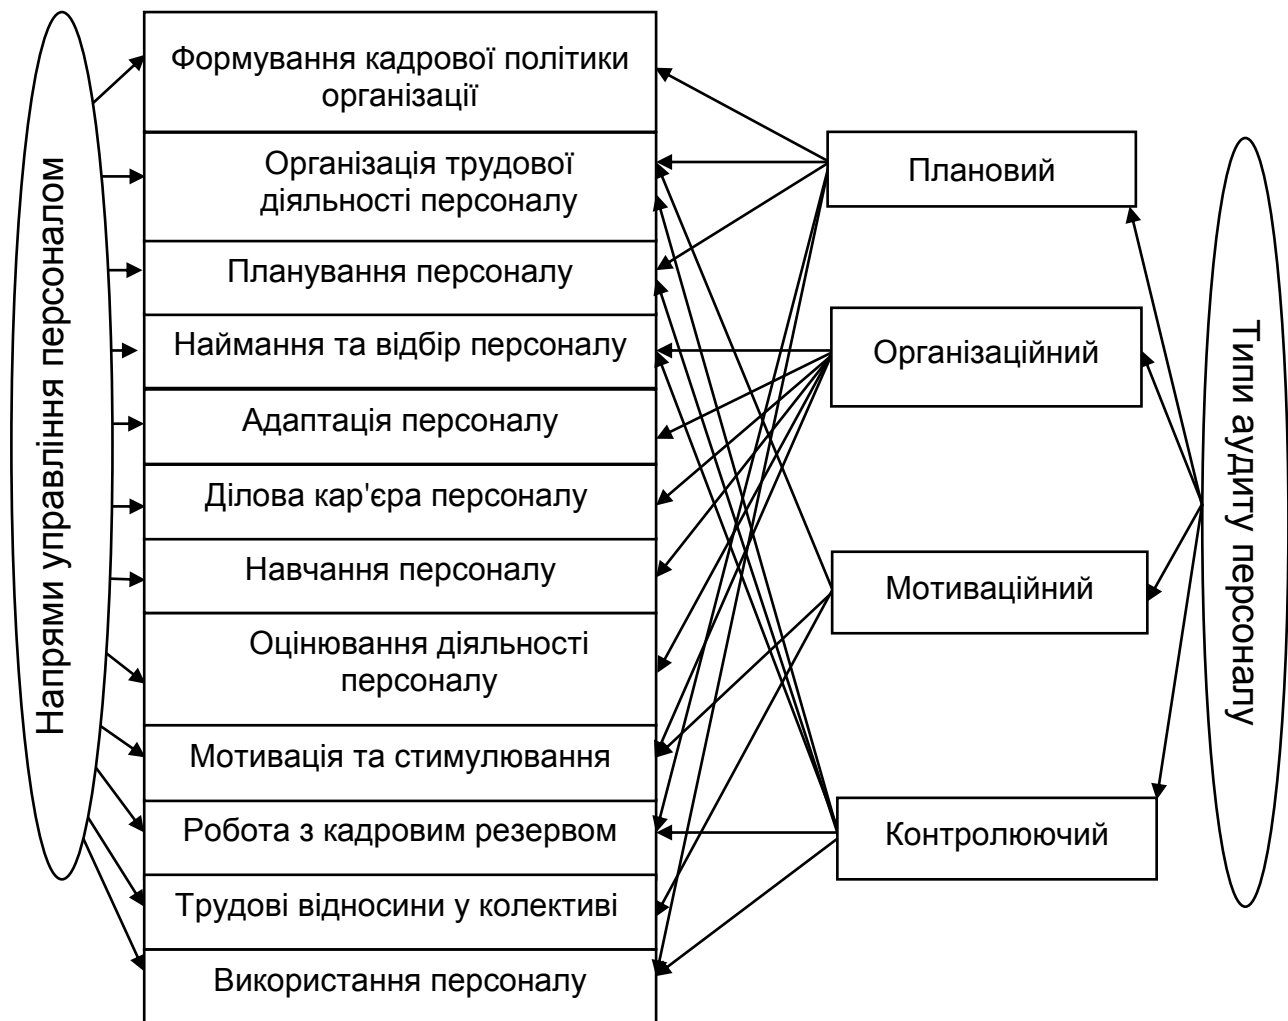 Напрями управління персоналом
Формування кадрової політики
організації
Організація трудової
діяльності персоналу
Планування персоналу
Наймання та відбір персоналу
Адаптація персоналу
Ділова кар'єра персоналу
Навчання персоналу
Оцінювання діяльності
персоналу
Мотивація та стимулювання
Робота з кадровим резервом
Трудові відносини у колективі
Використання персоналу
Плановий
Організаційний
Мотиваційний
Контролюючий
Типи аудиту персоналу